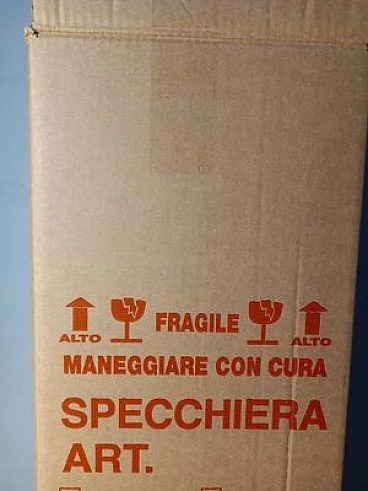 FRAGILE
ALTO ALTO
MANEGGIARE CON CURA
SPECCHIERA
ART.